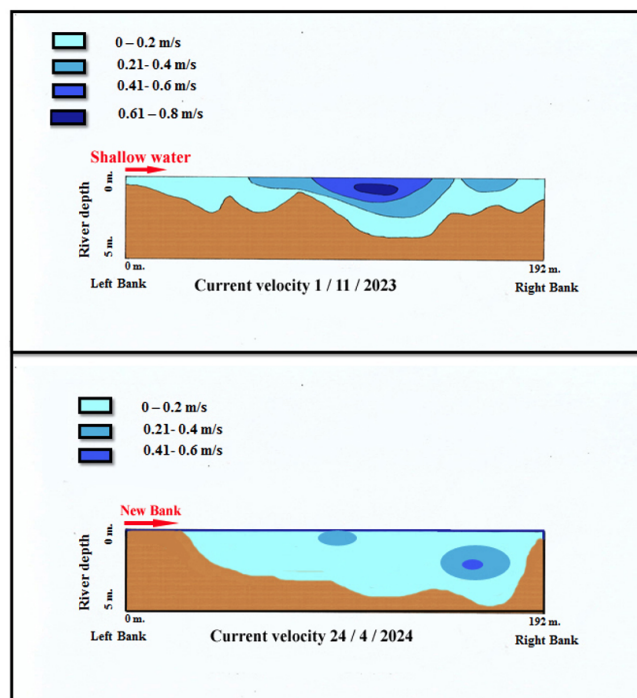 0 – 0.2 m/s
0.21- 0.4 m/s
0.41- 0.6 m/s
0.61 – 0.8 m/s
Shallow water
0 m.
River depth
5 m.
0 m.
192 m.
Left Bank
Current velocity 1 / 11 / 2023
Right Bank
0 – 0.2 m/s
0.21- 0.4 m/s
0.41- 0.6 m/s
New Bank
0 m.
River depth
5 m.
0 m.
192 m.
Left Bank
Current velocity 24 / 4 / 2024
Right Bank